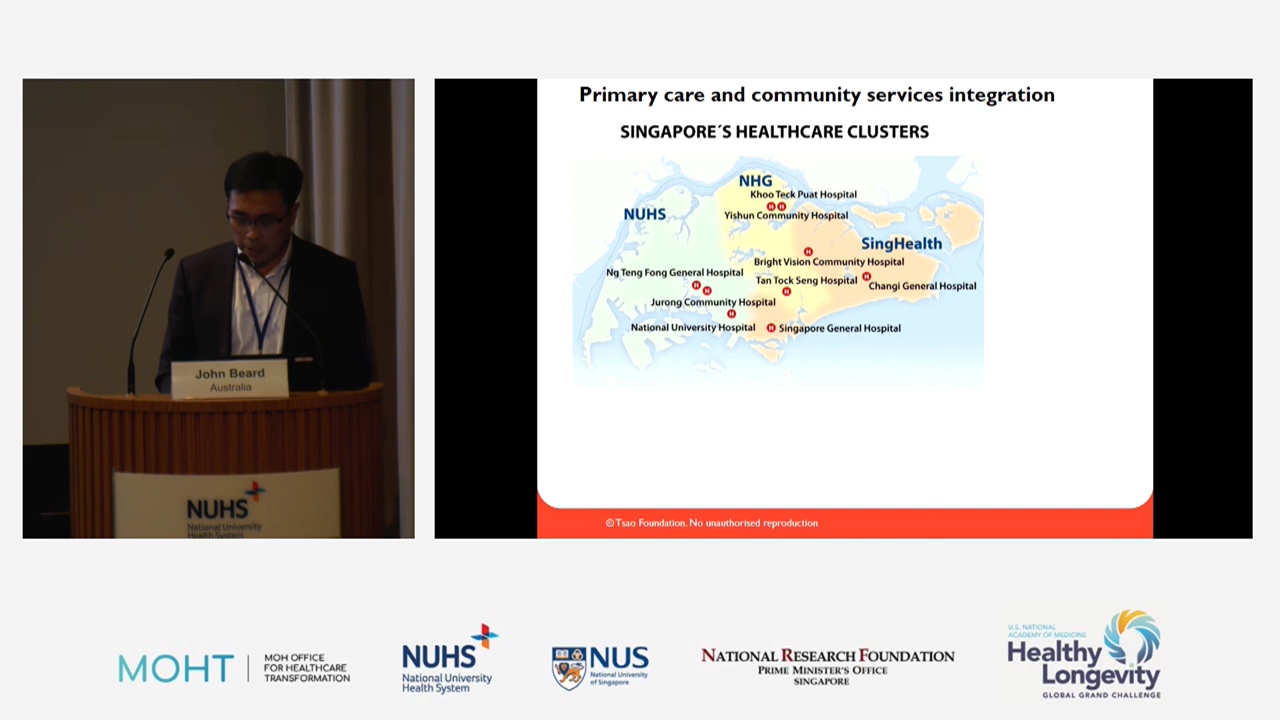 Primary care and community services integration
SINGAPORE´S HEALTHCARE CLUSTERS
NHG
Khoo Teck Puat Hospital
NUHS
Yishun Community Hospital
SingHealth
Bright Vision Community Hospital
Ng Teng Fong General Hospital
Tan Tock Seng Hospital
Changi General Hospital
Jurong Community Hospital
National University Hospital
Singapore General Hospital
H
H
H
H
H
H
H
H
H
© Tsao Foundation. No unauthorised reproduction
John Beard
Australia
NUHS
National University
Health System
MOHT
MOH OFFICE
FOR HEALTHCARE
TRANSFORMATION
NUHS
National University
Health System
NUS
National University
of Singapore
NATIONAL RESEARCH FOUNDATION
PRIME MINISTER'S OFFICE
SINGAPORE
U.S. NATIONAL
ACADEMY OF MEDICINE
Healthy
Longevity
GLOBAL GRAND CHALLENGE